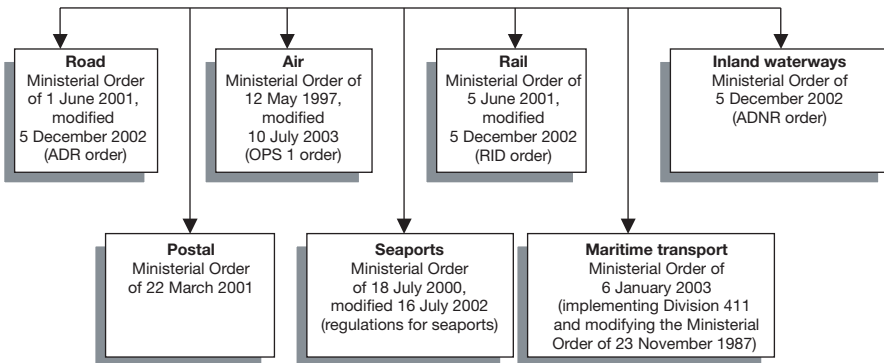 Road
Ministerial Order
of 1 June 2001,
modified
5 December 2002
(ADR order)
Air
Ministerial Order of
12 May 1997,
modified
10 July 2003
(OPS 1 order)
Rail
Ministerial Order of
5 June 2001,
modified
5 December 2002
(RID order)
Inland waterways
Ministerial Order of
5 December 2002
(ADNR order)
Postal
Ministerial Order
of 22 March 2001
Seaports
Ministerial Order
of 18 July 2000,
modified 16 July 2002
(regulations for seaports)
Maritime transport
Ministerial Order of
6 January 2003
(implementing Division 411
and modifying the Ministerial
Order of 23 November 1987)